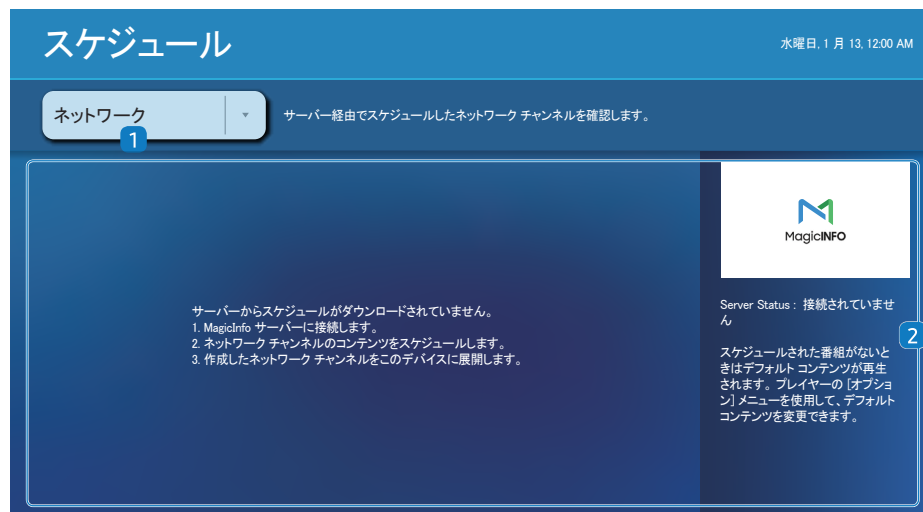 スケジュール
水曜日, 1 月 13, 12:00 AM
ネットワーク
1
サーバー経由でスケジュールしたネットワーク チャンネルを確認します。
サーバーからスケジュールがダウンロードされていません。
1. MagicInfo サーバーに接続します。
2. ネットワーク チャンネルのコンテンツをスケジュールします。
3. 作成したネットワーク チャンネルをこのデバイスに展開します。
MagicINFO
Server Status : 接続されていませ
ん
2
スケジュールされた番組がないと
きはデフォルト コンテンツが再生
されます。プレイヤーの [オプショ
ン] メニューを使用して、デフォルト
コンテンツを変更できます。